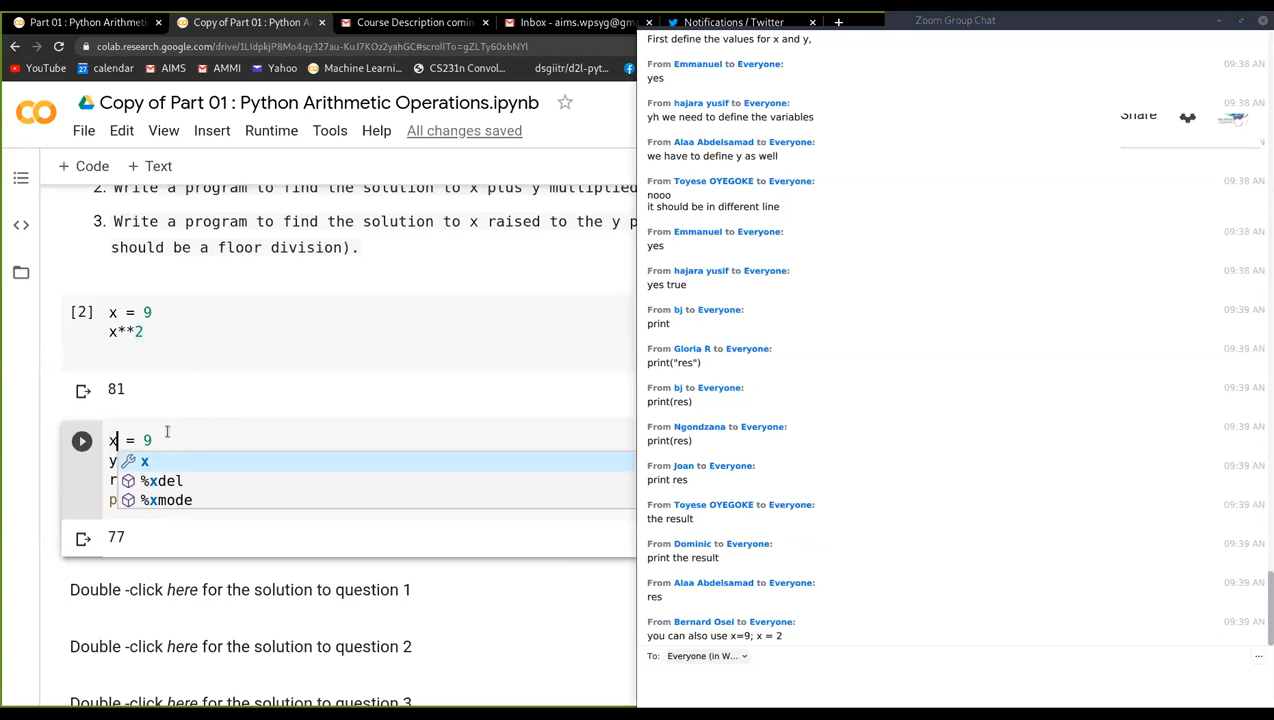 Part 01 : Python Arithmetic
Copy of Part 01 : Python A
Course Description comin
Inbox - aims.wpsyg@gm
Notifications / Twitter
Zoom Group Chat
colab.research.google.com/drive/1LIdpkjP8Mo4qy327au-KuJ7KOz2yahGC#scrollTo=gZLTy60xbNYl
YouTube
calendar
AIMS
AMMI
Yahoo
Machine Learni...
CS231n Convol...
dsgiitr/d2l-pyt...
Copy of Part 01 : Python Arithmetic Operations.ipynb
File Edit View Insert Runtime Tools Help All changes saved
Share
+ Code + Text
2. Write a program to find the solution to x plus y multiplied
3. Write a program to find the solution to x raised to the y p
should be a floor division).
[2] x = 9
x**2
81
x = 9
y
x
r
%xdel
p
%xmode
77
Double -click here for the solution to question 1
Double -click here for the solution to question 2
Double -click here for the solution to question 3
First define the values for x and y,
From Emmanuel to Everyone: 09:38 AM
yes
From hajara yusif to Everyone: 09:38 AM
yh we need to define the variables
From Alaa Abdelsamad to Everyone:
we have to define y as well
From Toyese OYEGOKE to Everyone: 09:38 AM
nooo
it should be in different line
From Emmanuel to Everyone: 09:38 AM
yes
From hajara yusif to Everyone: 09:38 AM
yes true
From bj to Everyone: 09:39 AM
print
From Gloria R to Everyone: 09:39 AM
print("res")
From bj to Everyone: 09:39 AM
print(res)
From Ngondzana to Everyone: 09:39 AM
print(res)
From Joan to Everyone: 09:39 AM
print res
From Toyese OYEGOKE to Everyone: 09:39 AM
the result
From Dominic to Everyone: 09:39 AM
print the result
From Alaa Abdelsamad to Everyone: 09:39 AM
res
From Bernard Osei to Everyone: 09:39 AM
you can also use x=9; x = 2
To: Everyone (in W...